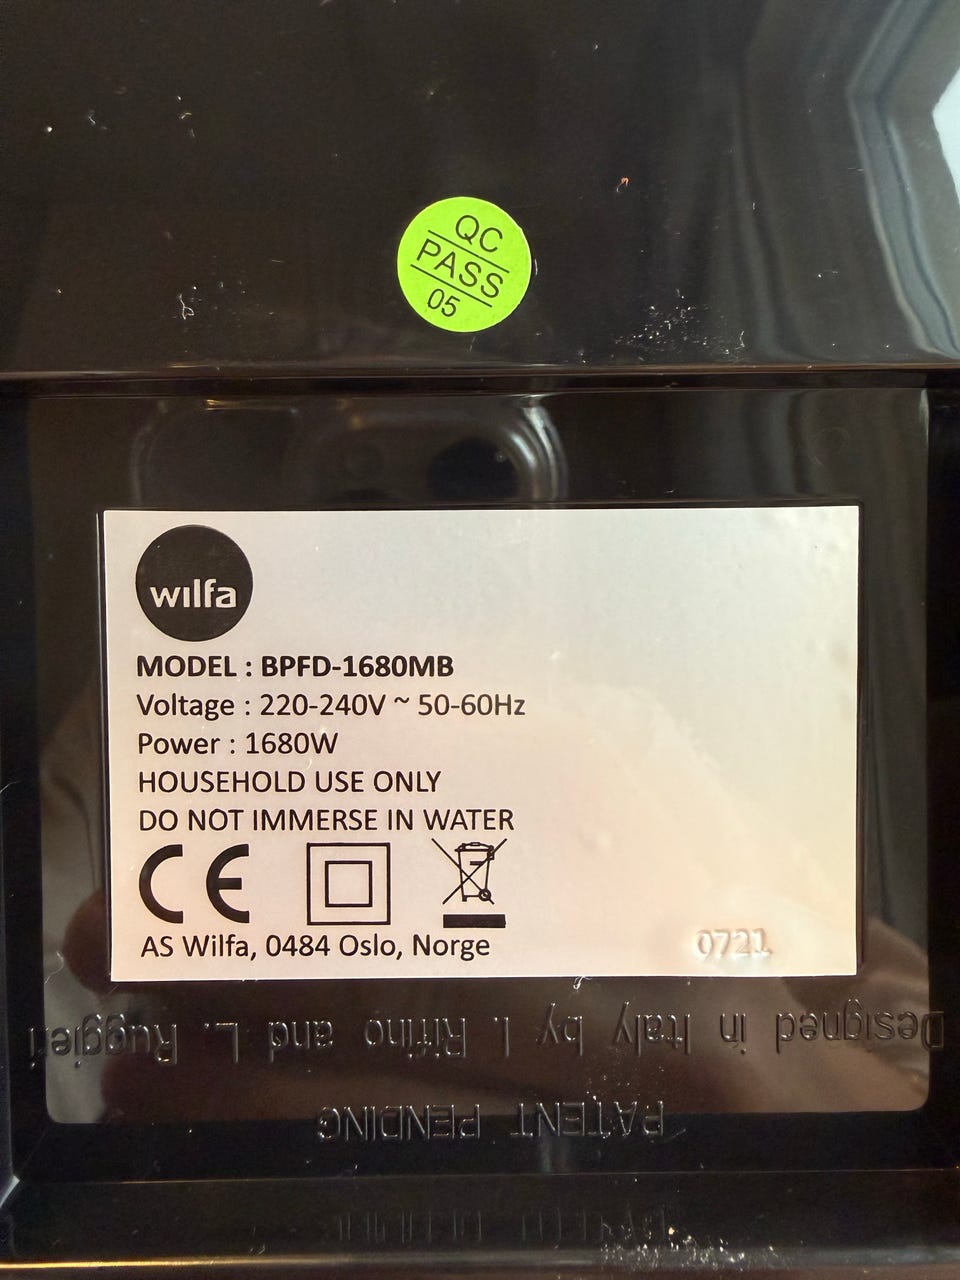 QC
PASS
05
wilfa
MODEL : BPFD-1680MB
Voltage : 220-240V ~ 50-60Hz
Power : 1680W
HOUSEHOLD USE ONLY
DO NOT IMMERSE IN WATER
CE
AS Wilfa, 0484 Oslo, Norge
0721
Designed in Italy by I. Rifino and L. Ruggieri
PATENT PENDING